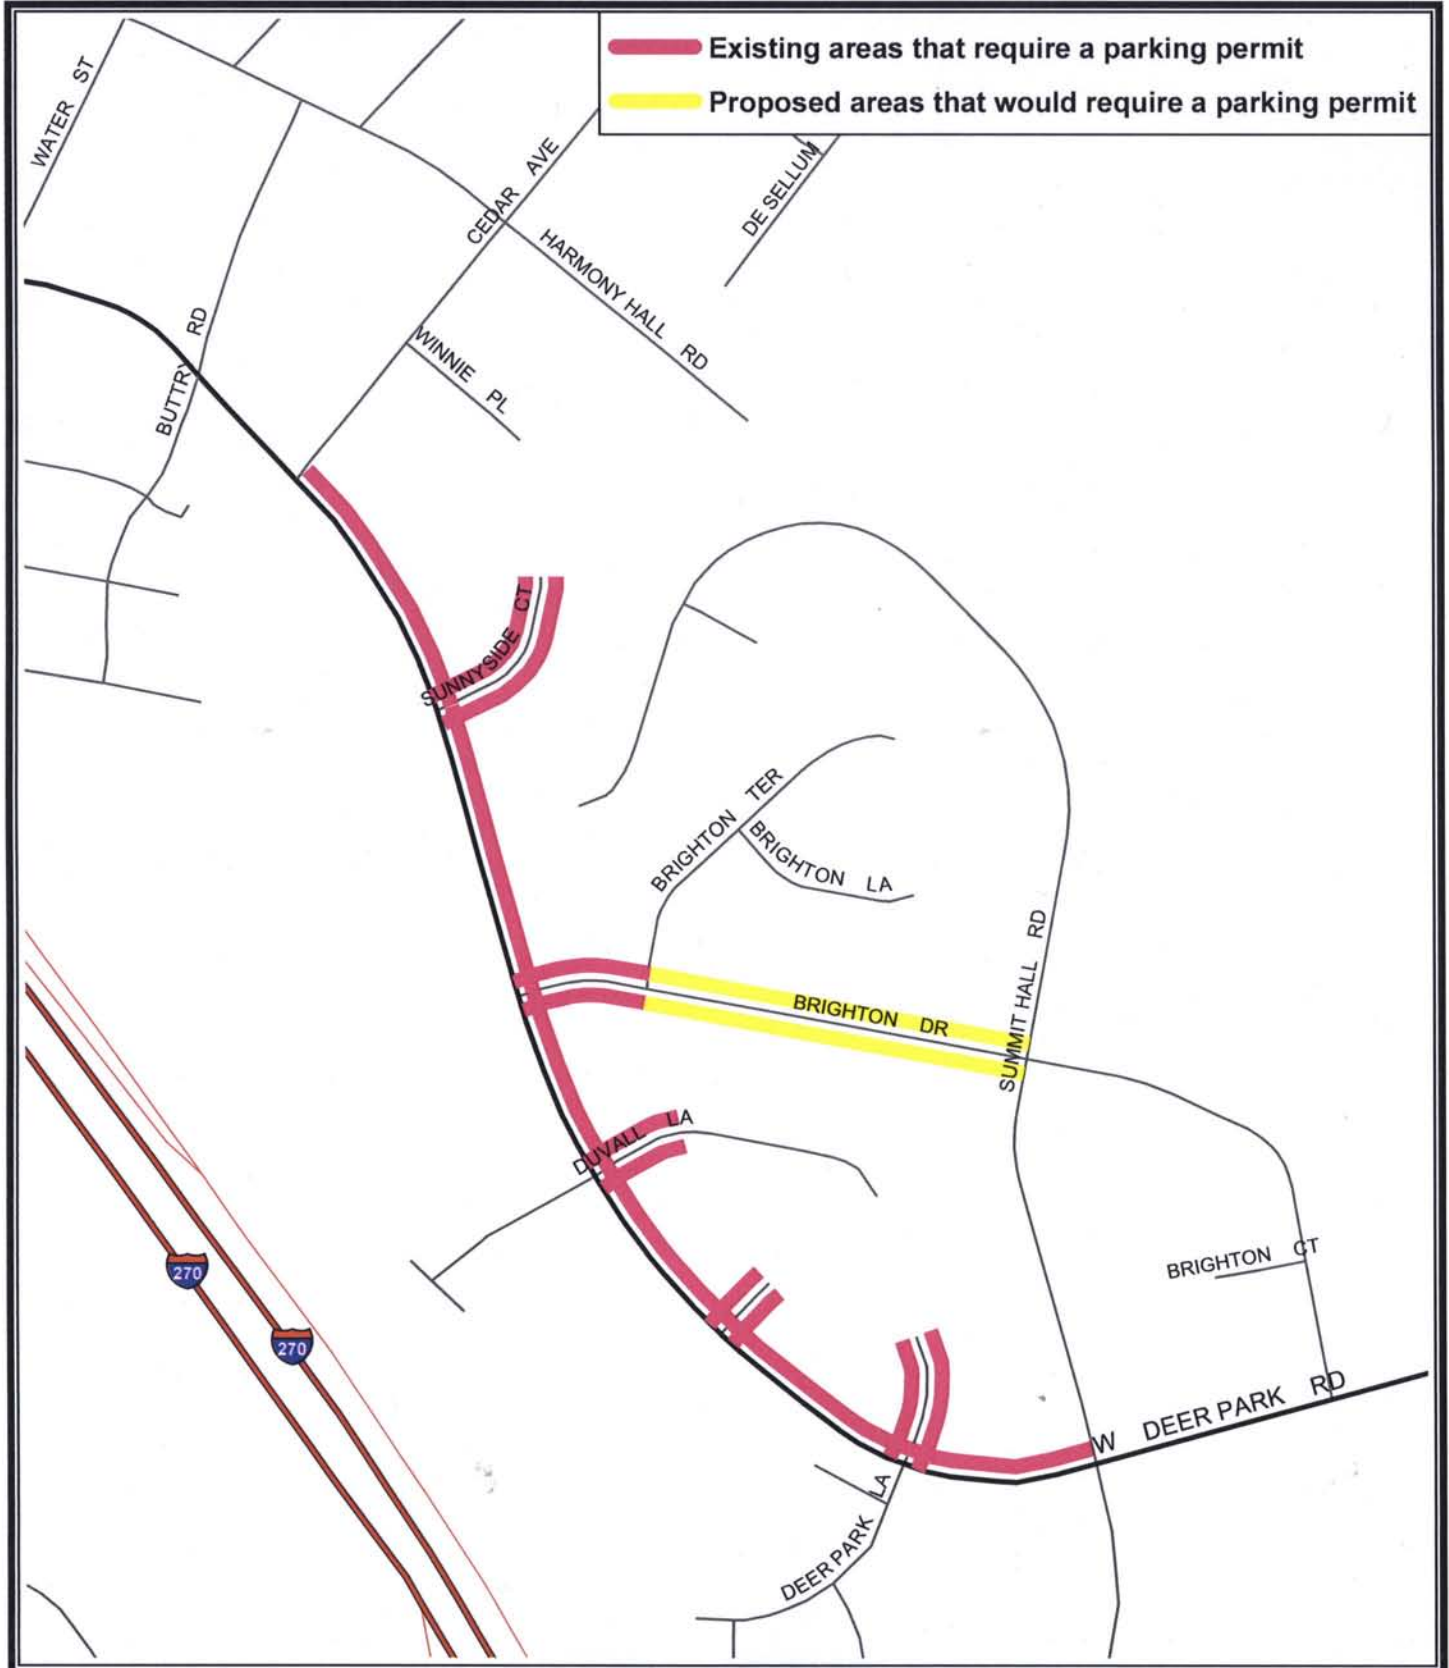 Existing areas that require a parking permit
Proposed areas that would require a parking permit
WATER ST
CEDAR AVE
DE SELLUM
HARMONY HALL RD
BUTTRY RD
WINNIE PL
SUNNYSIDE CT
BRIGHTON TER
BRIGHTON LA
SUMMIT HALL RD
BRIGHTON DR
DUVALL LA
BRIGHTON CT
270
270
W DEER PARK RD
DEER PARK LA